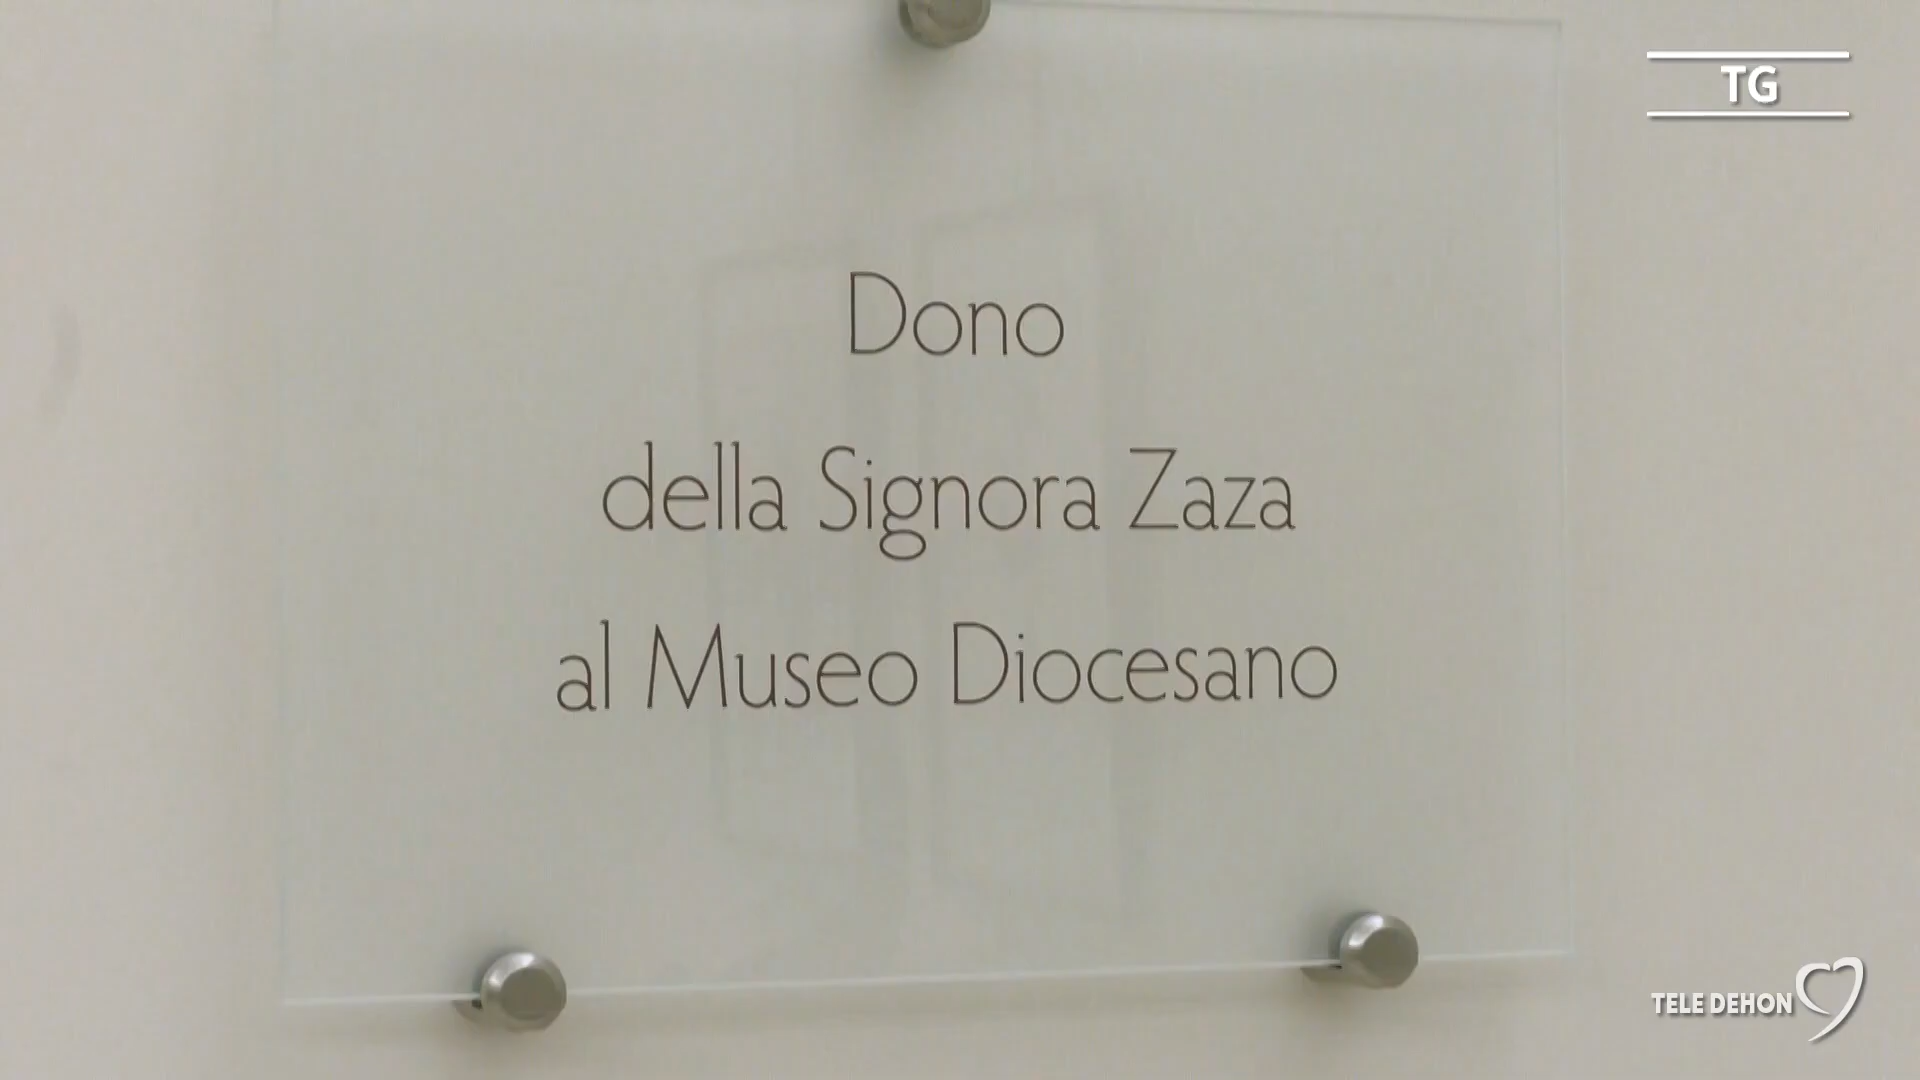 TG
Dono
della Signora Zaza
al Museo Diocesano
TELE DEHON